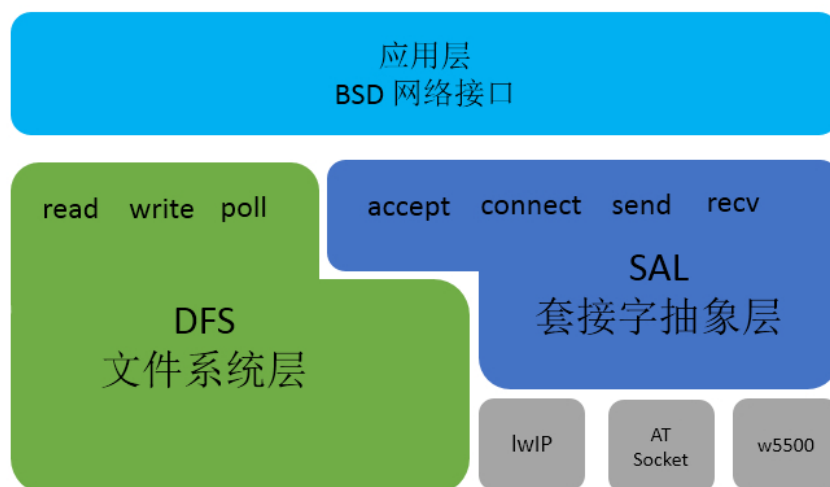 应用层
BSD 网络接口
read write poll
accept connect send recv
DFS
文件系统层
SAL
套接字抽象层
lwIP
AT
Socket
w5500